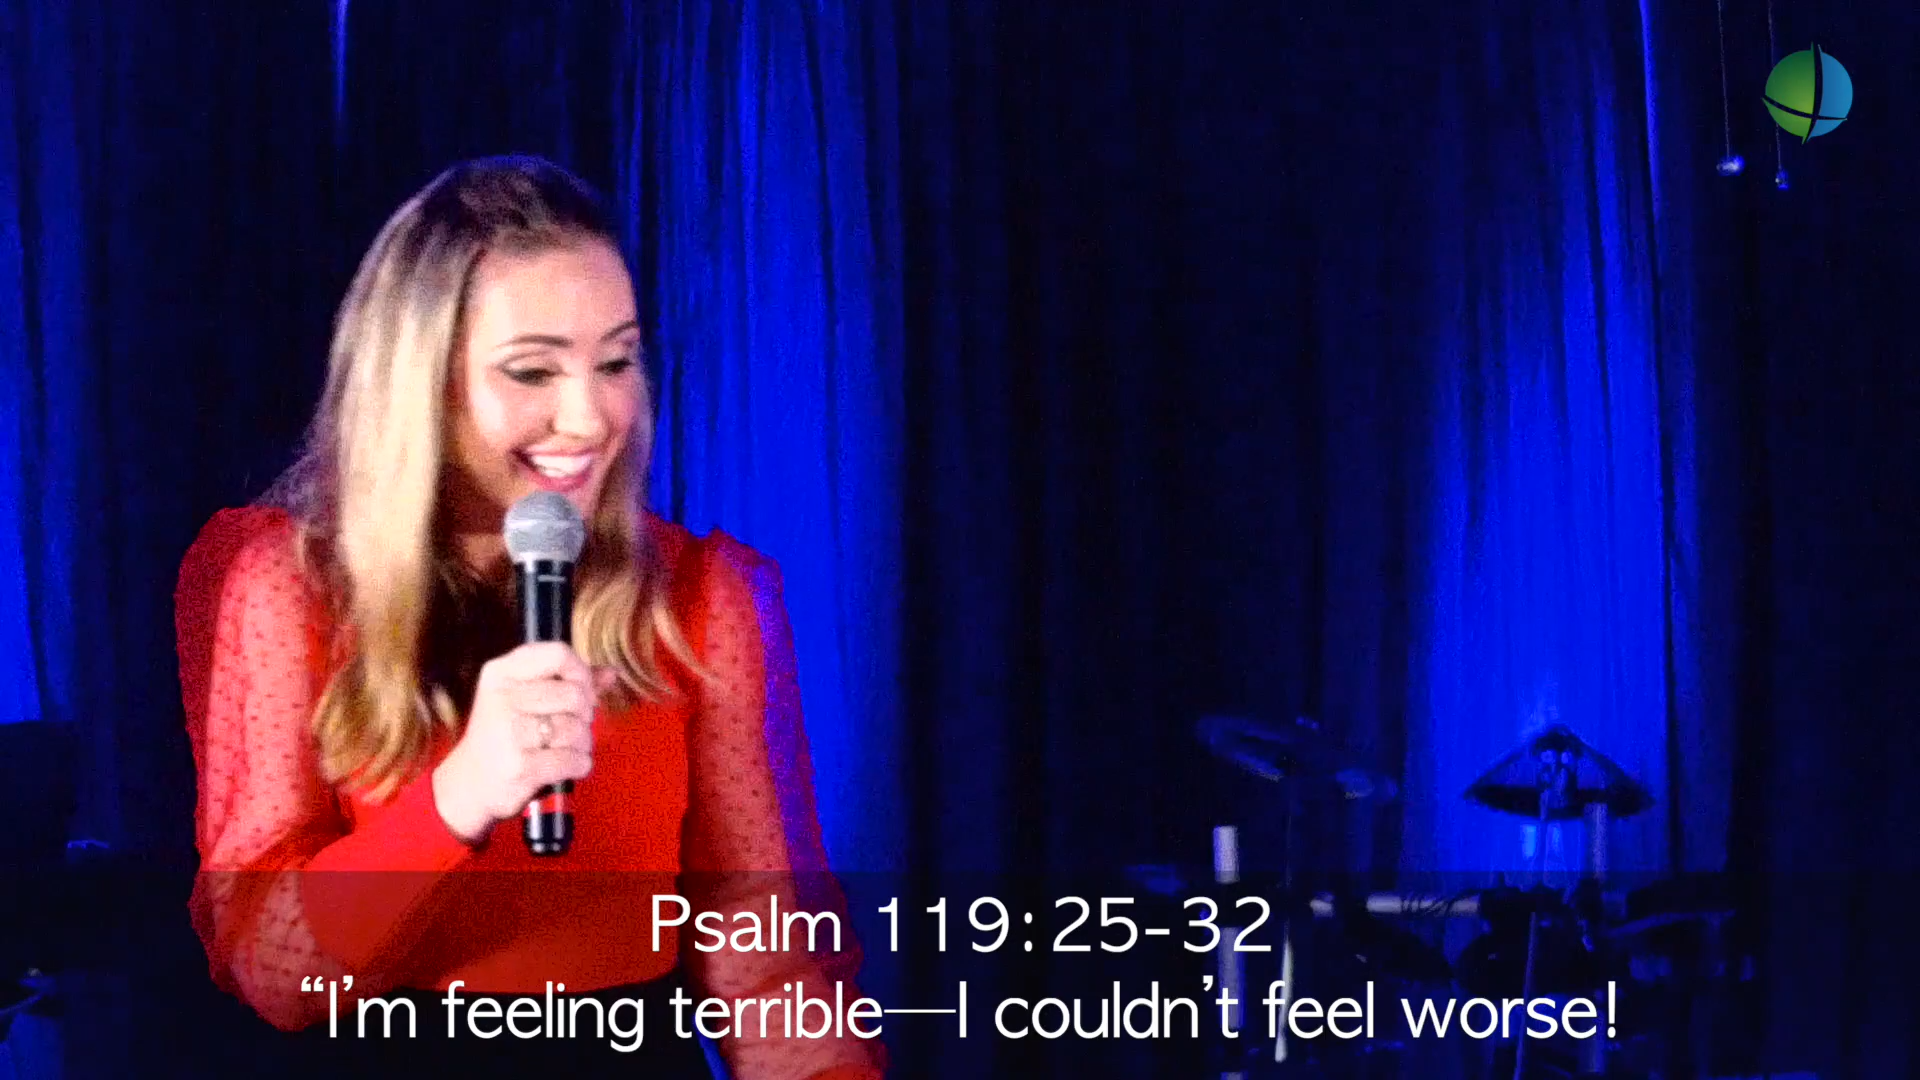 Psalm 119:25-32
“I’m feeling terrible—I couldn’t feel worse!